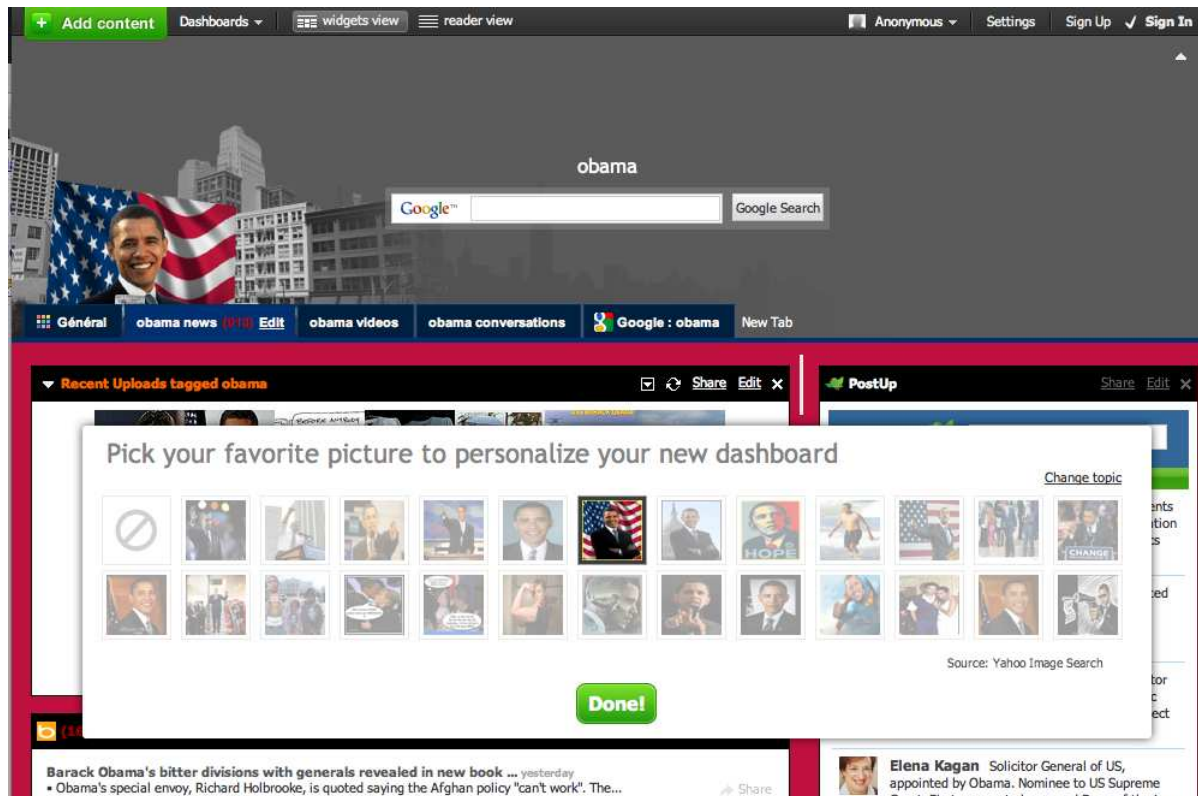 + Add content Dashboards widgets view reader view Anonymous Settings Sign Up ✓ Sign In
obama
Google™ Google Search
Général obama news Edit obama videos obama conversations Google : obama New Tab
Recent Uploads tagged obama Share Edit x
PostUp Share Edit x
Pick your favorite picture to personalize your new dashboard
Change topic
HOPE
CHANGE
Source: Yahoo Image Search
Done!
Barack Obama's bitter divisions with generals revealed in new book ... yesterday
• Obama's special envoy, Richard Holbrooke, is quoted saying the Afghan policy "can't work". The...
Share
Elena Kagan Solicitor General of US,
appointed by Obama. Nominee to US Supreme